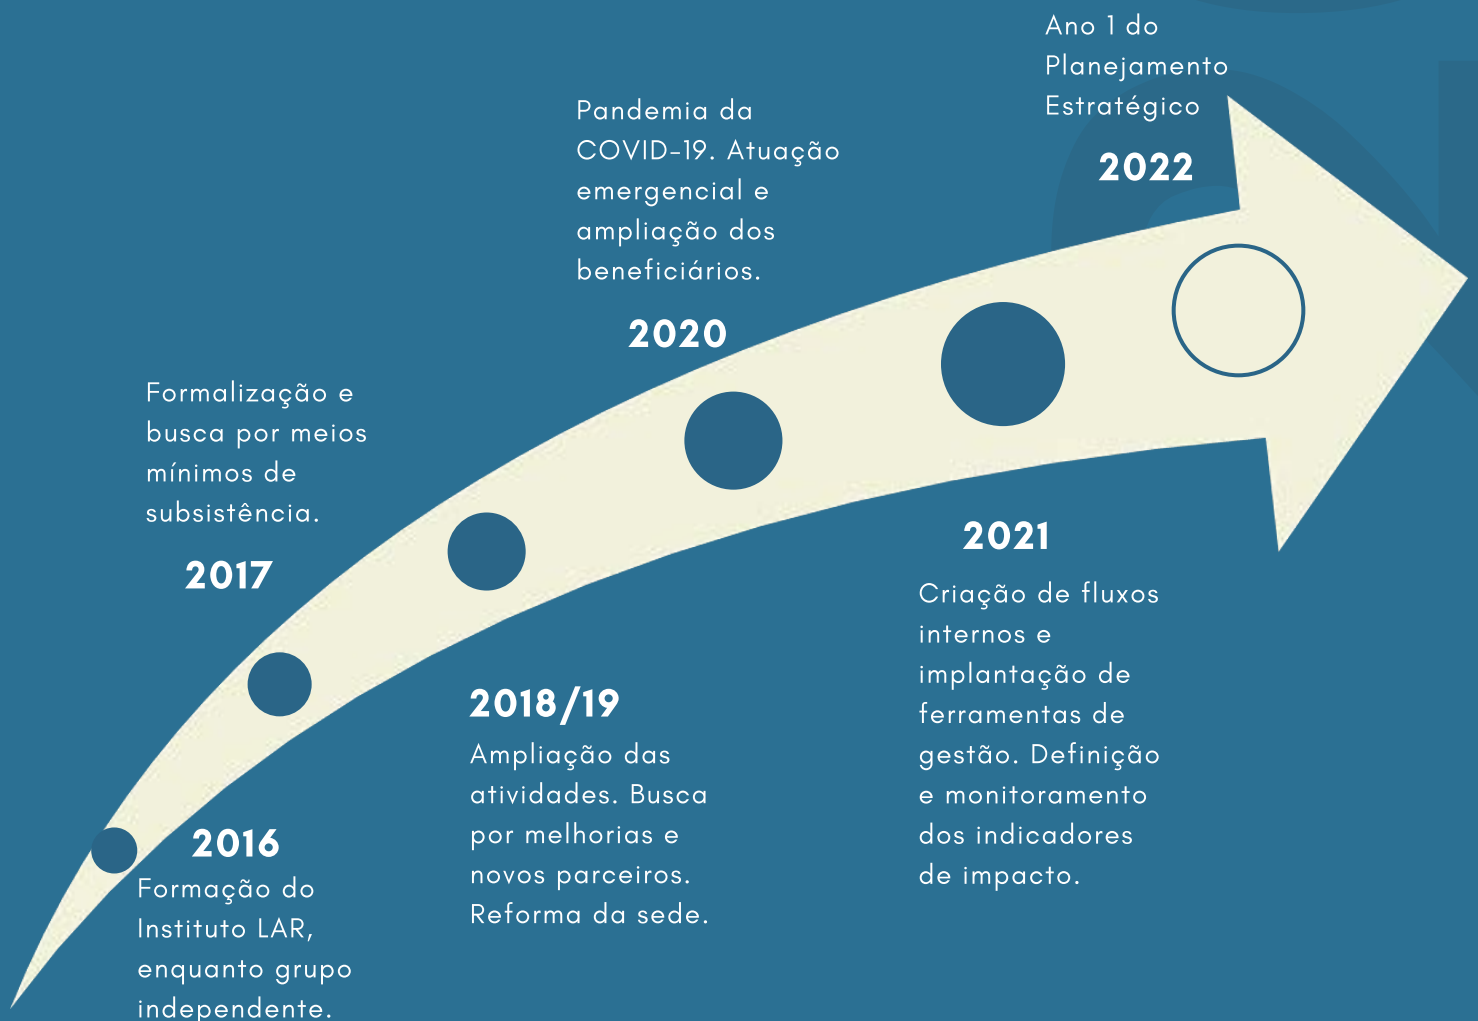 Ano 1 do
Planejamento
Estratégico
2022
Pandemia da
COVID-19. Atuação
emergencial e
ampliação dos
beneficiários.
2020
Formalização e
busca por meios
mínimos de
subsistência.
2017
2021
Criação de fluxos
internos e
implantação de
ferramentas de
gestão. Definição
e monitoramento
dos indicadores
de impacto.
2018/19
Ampliação das
atividades. Busca
por melhorias e
novos parceiros.
Reforma da sede.
2016
Formação do
Instituto LAR,
enquanto grupo
independente.